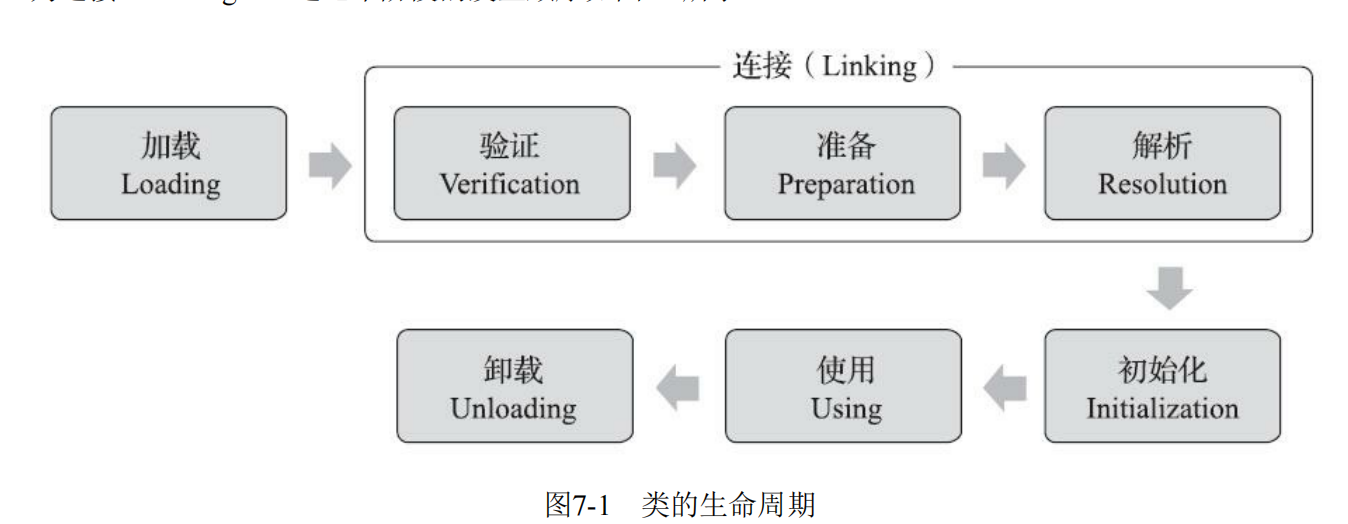 连接（Linking）
加载
Loading
验证
Verification
准备
Preparation
解析
Resolution
卸载
Unloading
使用
Using
初始化
Initialization
图7-1 类的生命周期